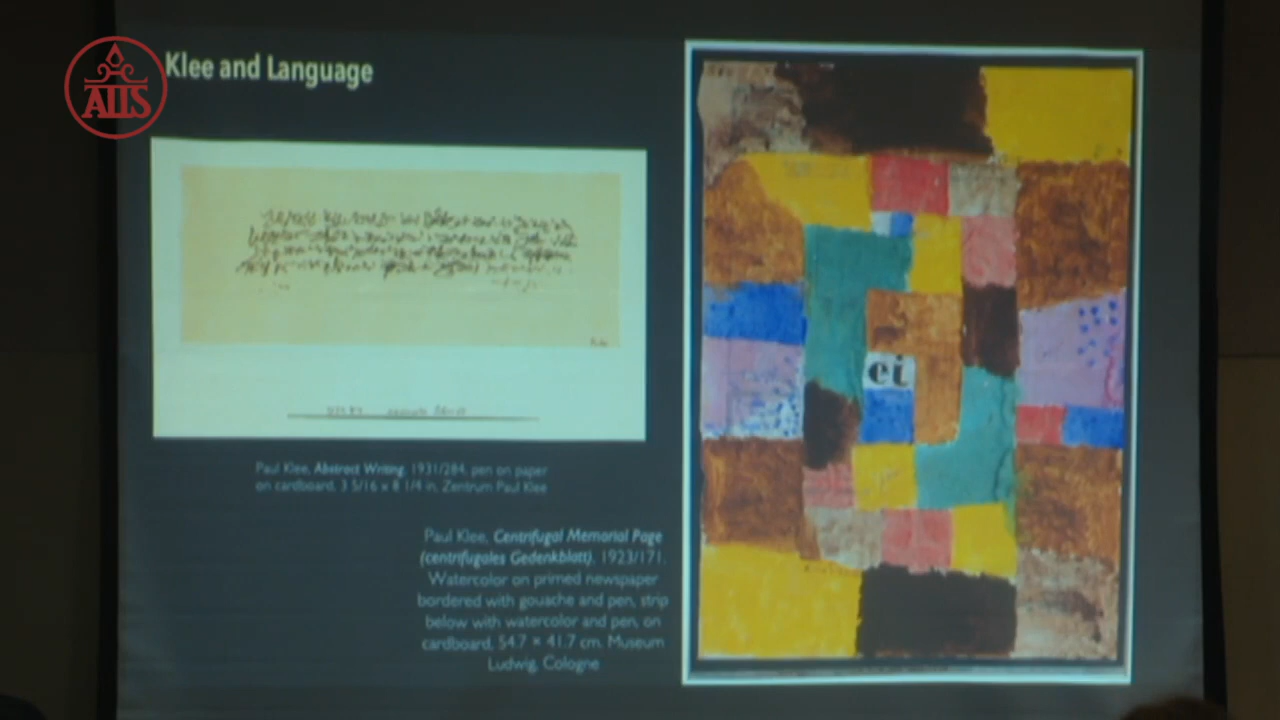 Klee and Language
AIIS
ei
Paul Klee, Abstract Writing, 1931/284, pen on paper
on cardboard, 3 5/16 x 8 1/4 in, Zentrum Paul Klee
Paul Klee, Centrifugal Memorial Page
(centrifugales Gedenkblatt), 1923/171.
Watercolor on primed newspaper
bordered with gouache and pen, strip
below with watercolor and pen, on
cardboard, 54.7 × 41.7 cm. Museum
Ludwig, Cologne